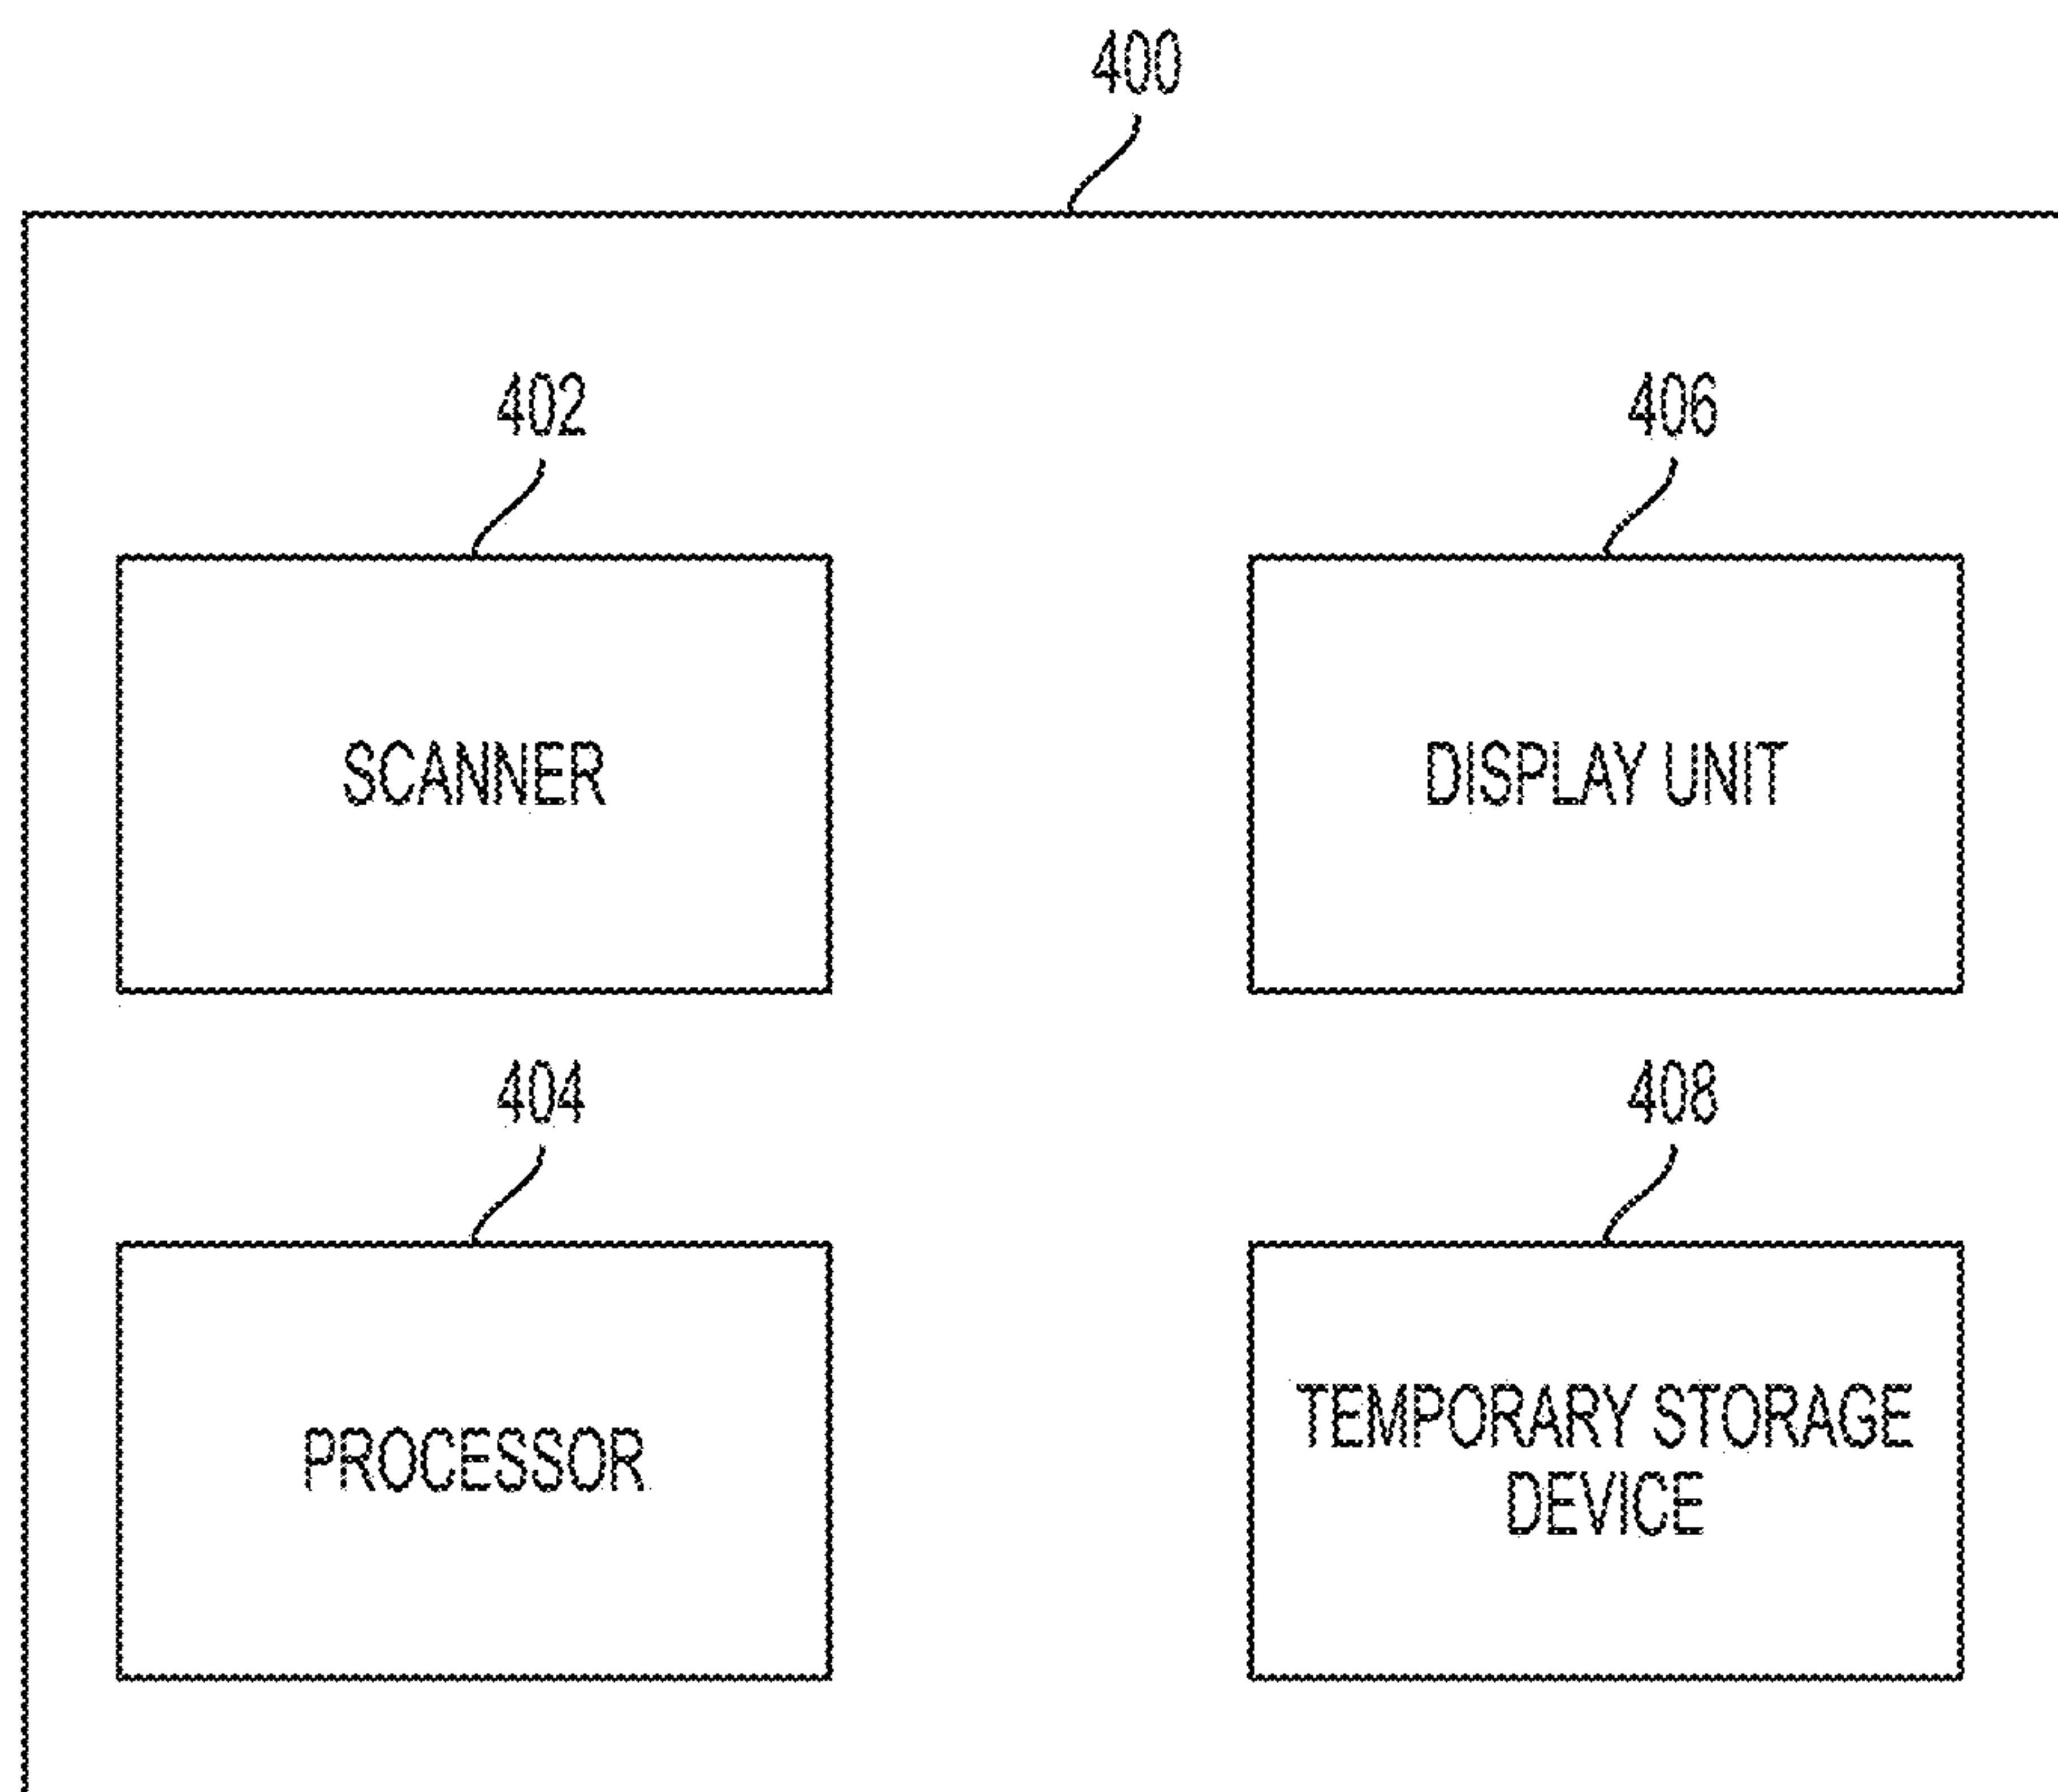 400
402
406
SCANNER
DISPLAY UNIT
404
408
PROCESSOR
TEMPORARY STORAGE
DEVICE